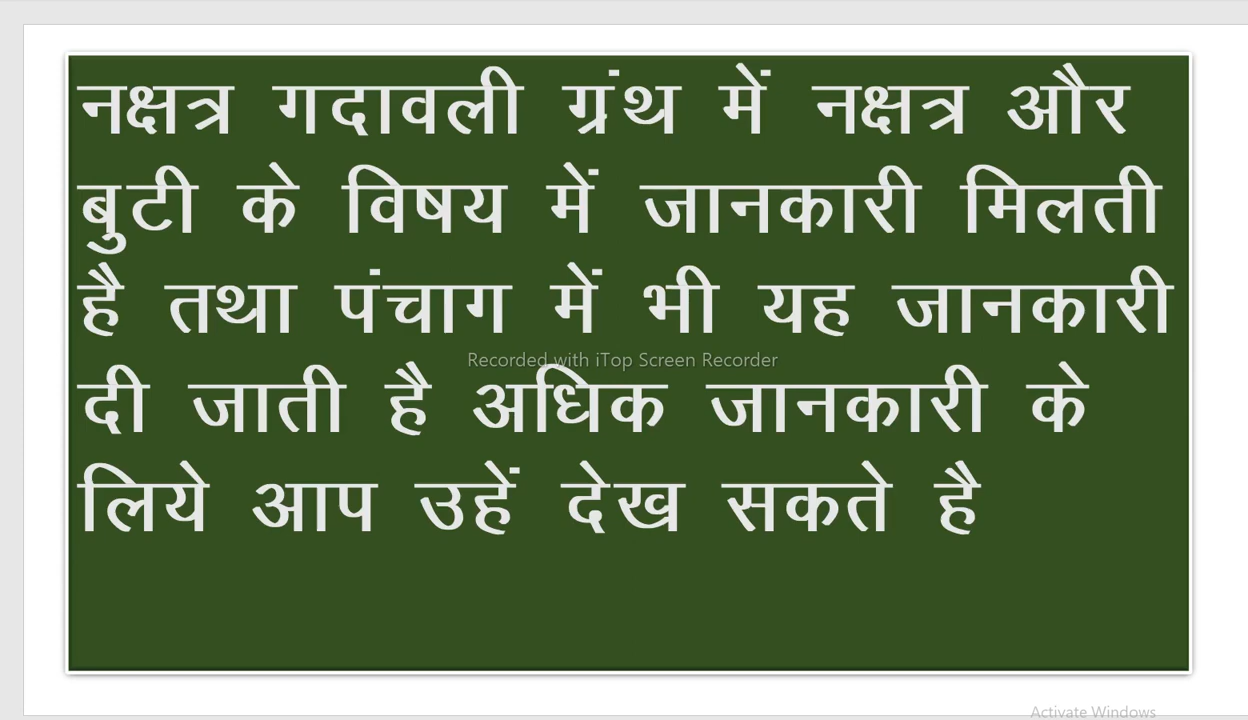 नक्षत्र गदावली ग्रंथ में नक्षत्र और
बुटी के विषय में जानकारी मिलती
है तथा पंचाग में भी यह जानकारी
Recorded with iTop Screen Recorder
दी जाती है अधिक जानकारी के
लिये आप उहें देख सकते है
Activate Windows